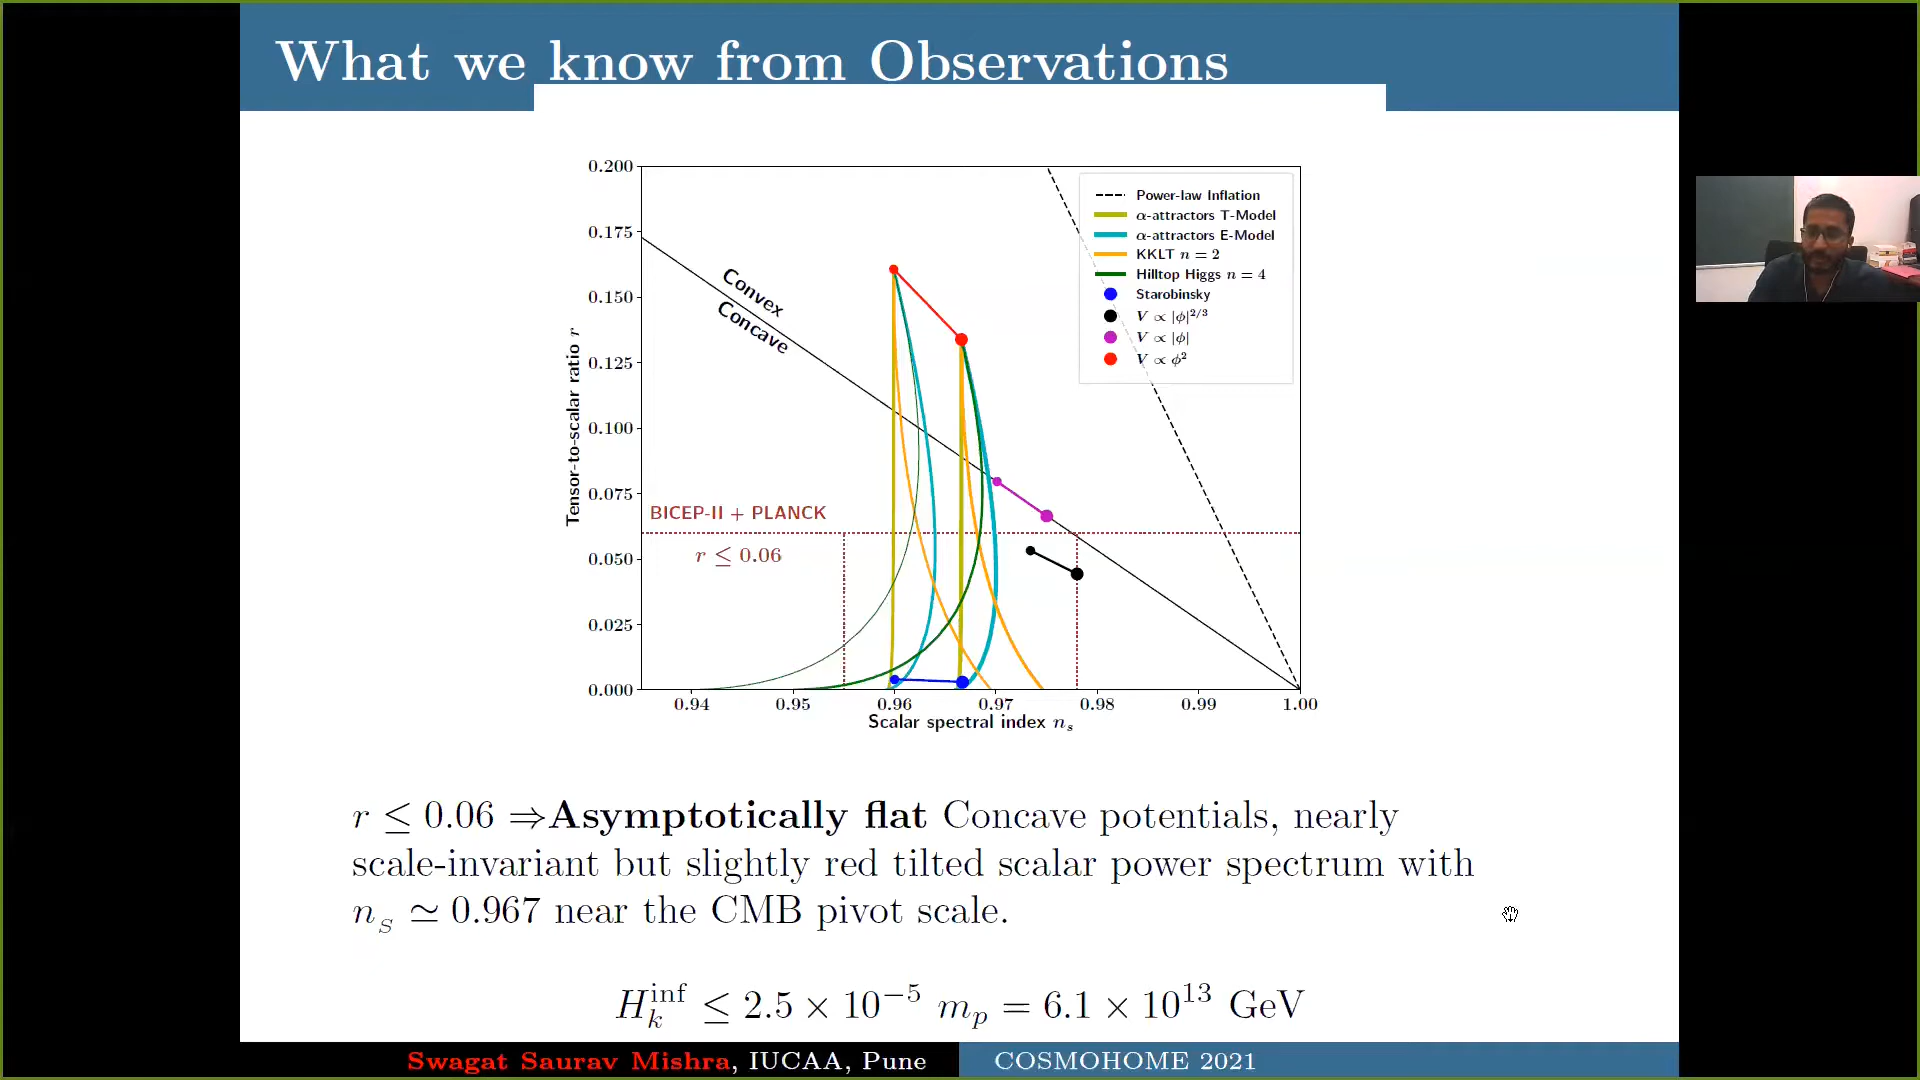 What we know from Observations
0.200
0.175
0.150
0.125
0.100
0.075
0.050
0.025
0.000
Tensor-to-scalar ratio r
Convex
Concave
BICEP-II + PLANCK
r ≤ 0.06
Power-law Inflation
α-attractors T-Model
α-attractors E-Model
KKLT n = 2
Hilltop Higgs n = 4
Starobinsky
V ∝ |ϕ|^{2/3}
V ∝ |ϕ|
V ∝ ϕ²
0.94 0.95 0.96 0.97 0.98 0.99 1.00
Scalar spectral index n_s
r ≤ 0.06 ⇒Asymptotically flat Concave potentials, nearly
scale-invariant but slightly red tilted scalar power spectrum with
n_S ≃ 0.967 near the CMB pivot scale.
H_k^{inf} ≤ 2.5 × 10^{−5} m_p = 6.1 × 10^{13} GeV
Swagat Saurav Mishra, IUCAA, Pune
COSMOHOME 2021